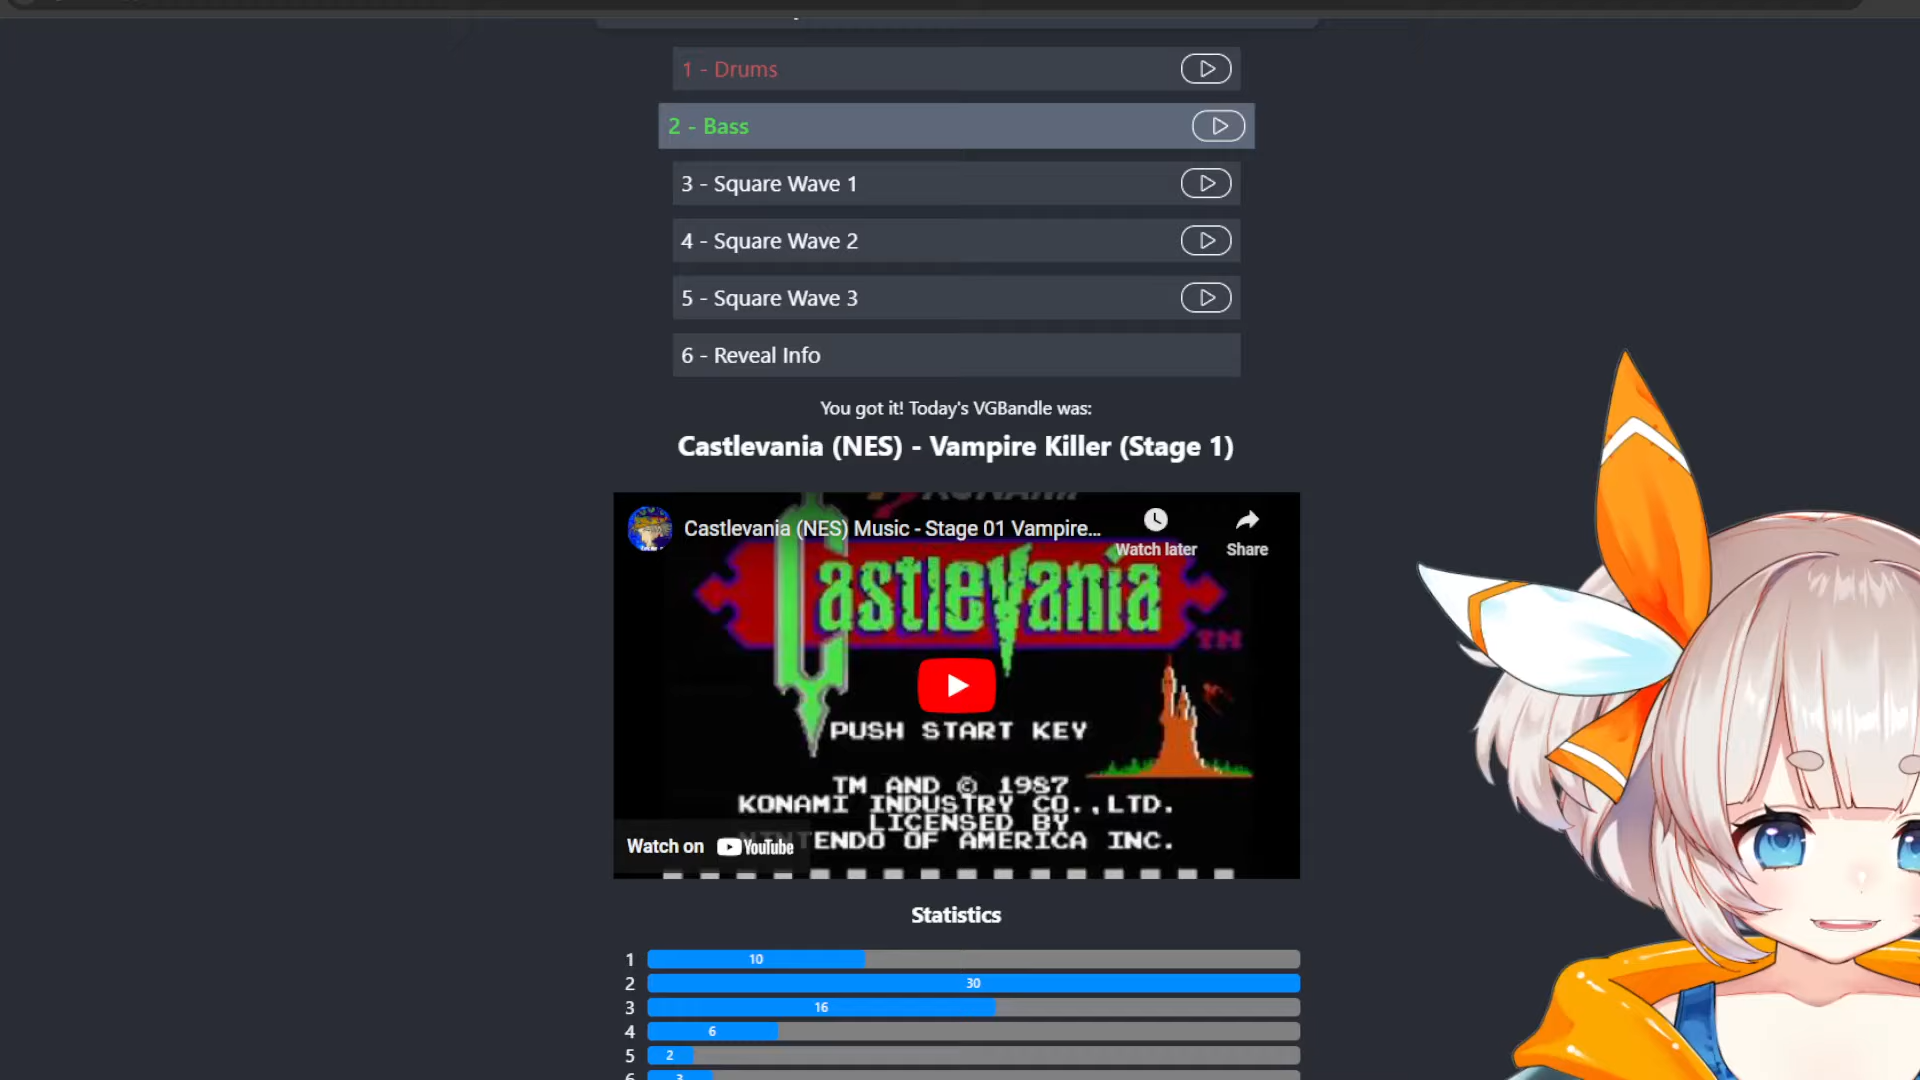 1 - Drums
2 - Bass
3 - Square Wave 1
4 - Square Wave 2
5 - Square Wave 3
6 - Reveal Info
You got it! Today's VGBandle was:
Castlevania (NES) - Vampire Killer (Stage 1)
Castlevania (NES) Music - Stage 01 Vampire...
Watch later
Share
Castlevania
TM
PUSH START KEY
TM AND © 1987
KONAMI INDUSTRY CO.,LTD.
LICENSED BY
NINTENDO OF AMERICA INC.
Watch on YouTube
Statistics
1 10
2 30
3 16
4 6
5 2
6 3